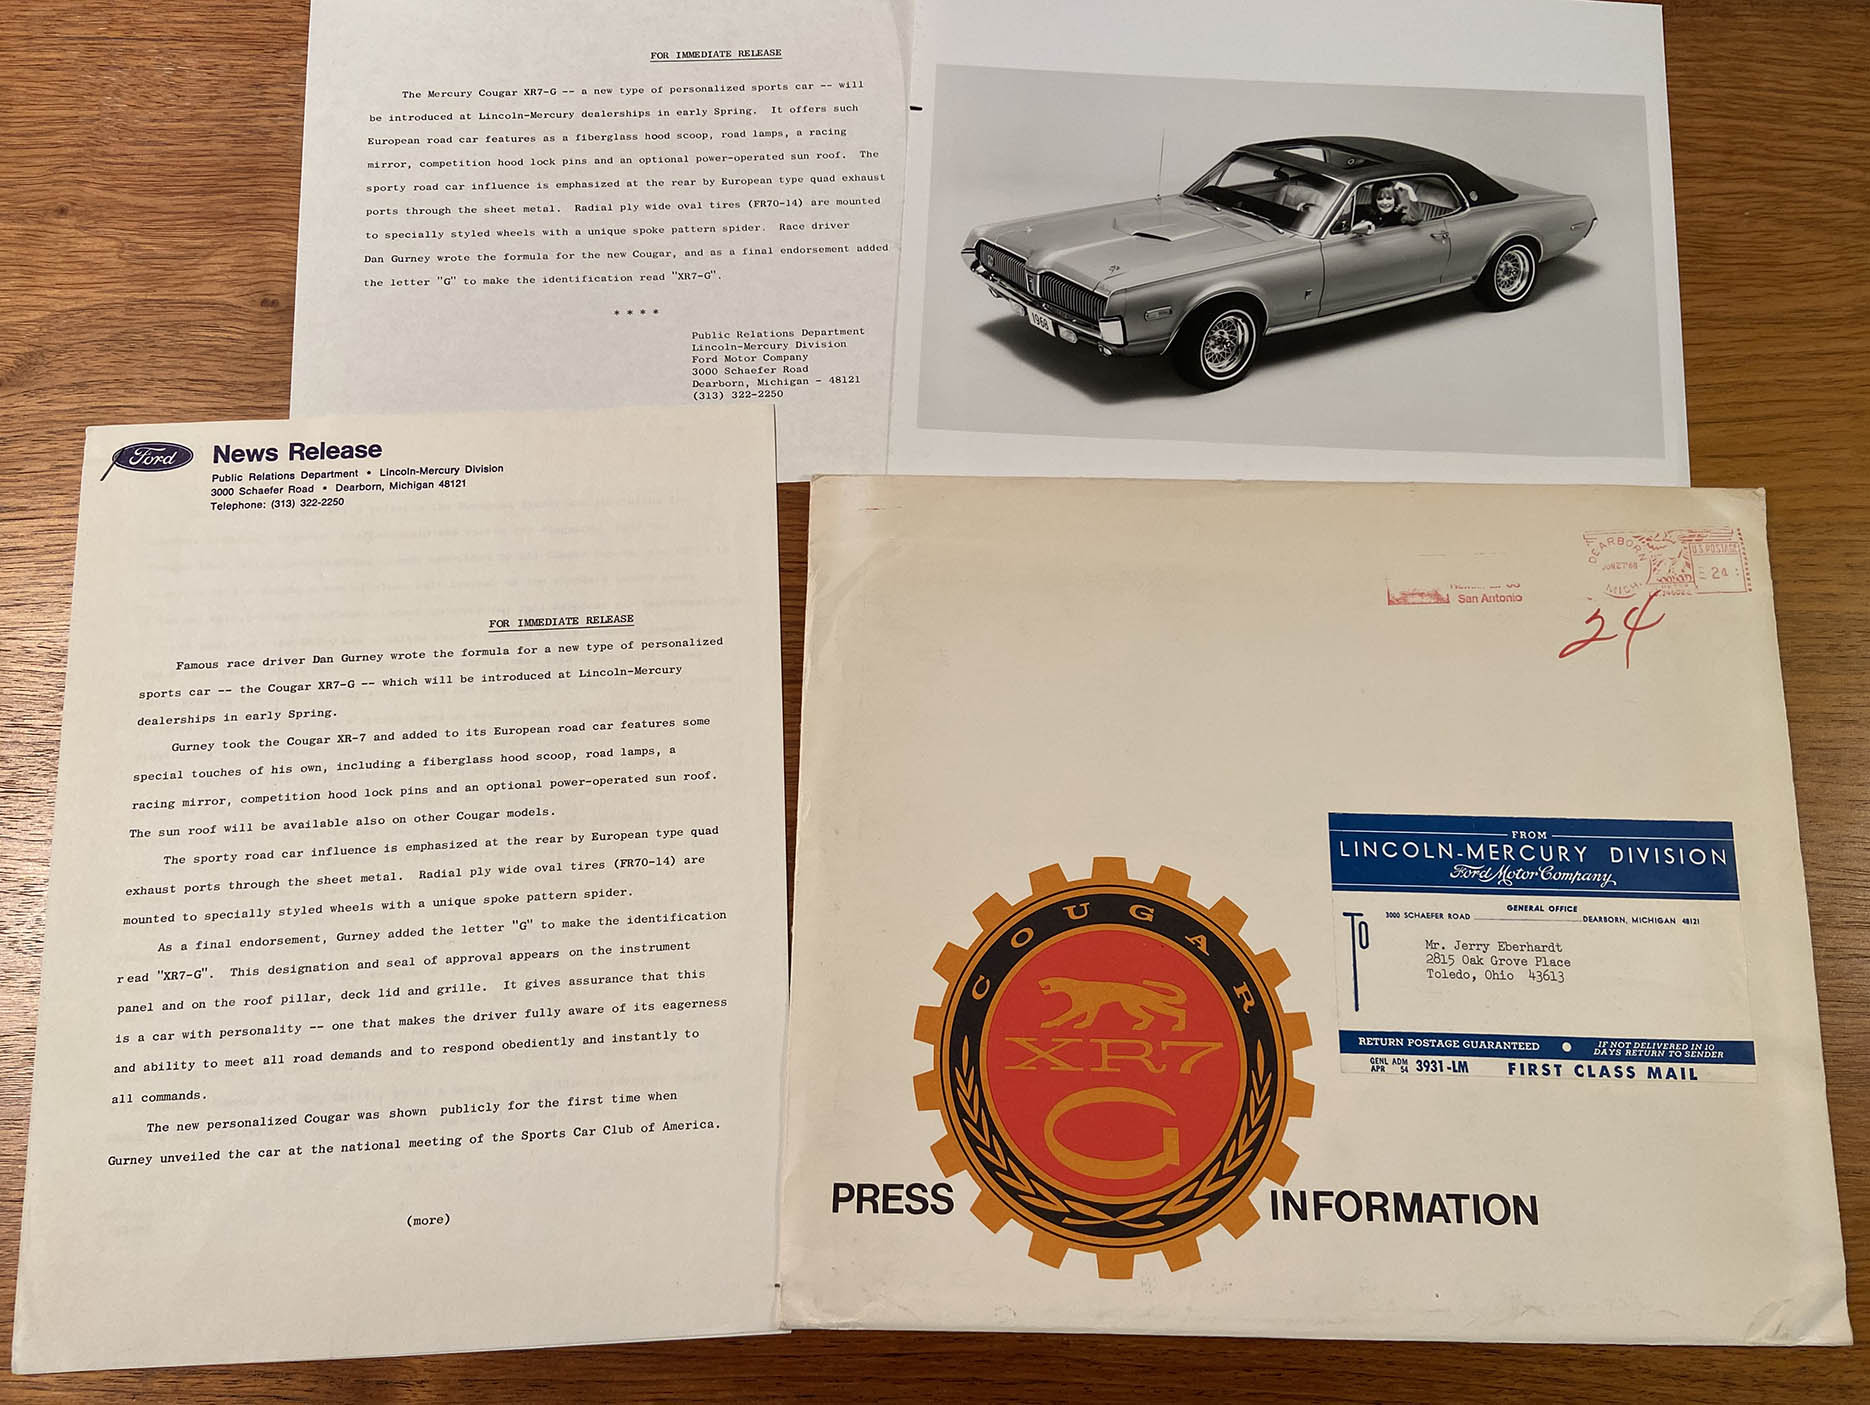 FOR IMMEDIATE RELEASE
The Mercury Cougar XR7-G -- a new type of personalized sports car -- will
be introduced at Lincoln-Mercury dealerships in early Spring. It offers such
European road car features as a fiberglass hood scoop, road lamps, a racing
mirror, competition hood lock pins and an optional power-operated sun roof. The
sporty road car influence is emphasized at the rear by European type quad exhaust
ports through the sheet metal. Radial ply wide oval tires (FR70-14) are mounted
to specially styled wheels with a unique spoke pattern spider. Race driver
Dan Gurney wrote the formula for the new Cougar, and as a final endorsement added
the letter "G" to make the identification read "XR7-G".
* * * *
Public Relations Department
Lincoln-Mercury Division
Ford Motor Company
3000 Schaefer Road
Dearborn, Michigan - 48121
(313) 322-2250
1968
Ford
News Release
Public Relations Department • Lincoln-Mercury Division
3000 Schaefer Road • Dearborn, Michigan 48121
Telephone: (313) 322-2250
FOR IMMEDIATE RELEASE
Famous race driver Dan Gurney wrote the formula for a new type of personalized
sports car -- the Cougar XR7-G -- which will be introduced at Lincoln-Mercury
dealerships in early Spring.
Gurney took the Cougar XR-7 and added to its European road car features some
special touches of his own, including a fiberglass hood scoop, road lamps, a
racing mirror, competition hood lock pins and an optional power-operated sun roof.
The sun roof will be available also on other Cougar models.
The sporty road car influence is emphasized at the rear by European type quad
exhaust ports through the sheet metal. Radial ply wide oval tires (FR70-14) are
mounted to specially styled wheels with a unique spoke pattern spider.
As a final endorsement, Gurney added the letter "G" to make the identification
read "XR7-G". This designation and seal of approval appears on the instrument
panel and on the roof pillar, deck lid and grille. It gives assurance that this
is a car with personality -- one that makes the driver fully aware of its eagerness
and ability to meet all road demands and to respond obediently and instantly to
all commands.
The new personalized Cougar was shown publicly for the first time when
Gurney unveiled the car at the national meeting of the Sports Car Club of America.
(more)
San Antonio
DEARBORN
MICH.
U.S. POSTAGE
24
24
FROM
LINCOLN-MERCURY DIVISION
Ford Motor Company
GENERAL OFFICE
3000 SCHAEFER ROAD DEARBORN, MICHIGAN 48121
TO
Mr. Jerry Eberhardt
2815 Oak Grove Place
Toledo, Ohio 43613
RETURN POSTAGE GUARANTEED IF NOT DELIVERED IN 10
DAYS RETURN TO SENDER
GENL ADM
APR 54 3931-LM FIRST CLASS MAIL
COUGAR
XR7
G
PRESS INFORMATION